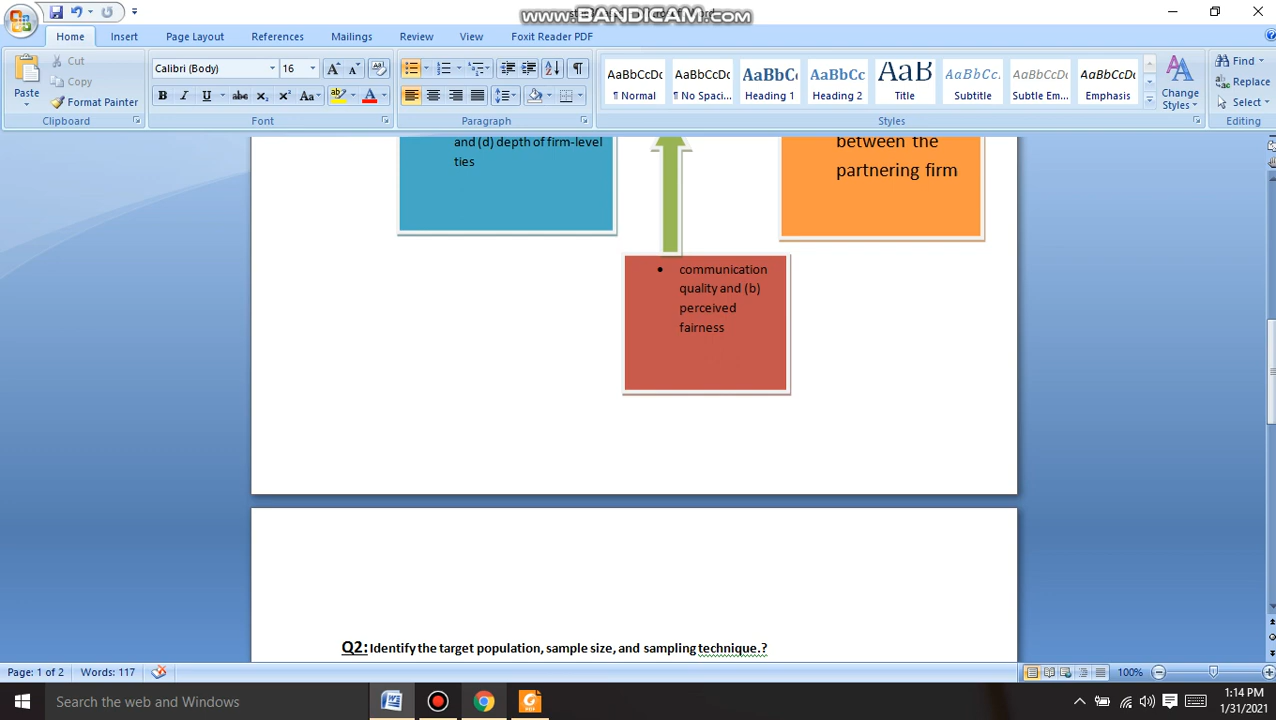 www.BANDICAM.com
Home
Insert
Page Layout
References
Mailings
Review
View
Foxit Reader PDF
Paste
Cut
Copy
Format Painter
Clipboard
Calibri (Body)
16
A A
B I U abc X₂ X² Aa
ab A
Font
Paragraph
AaBbCcDc
¶ Normal
AaBbCcDc
¶ No Spaci...
AaBbCc
Heading 1
AaBbCc
Heading 2
AaB
Title
AaBbCc.
Subtitle
AaBbCcDc
Subtle Em...
AaBbCcDc
Emphasis
Change
Styles
Styles
Find
Replace
Select
Editing
and (d) depth of firm-level
ties
between the
partnering firm
communication
quality and (b)
perceived
fairness
Q2: Identify the target population, sample size, and sampling technique.?
Page: 1 of 2
Words: 117
100%
Search the web and Windows
1:14 PM
1/31/2021